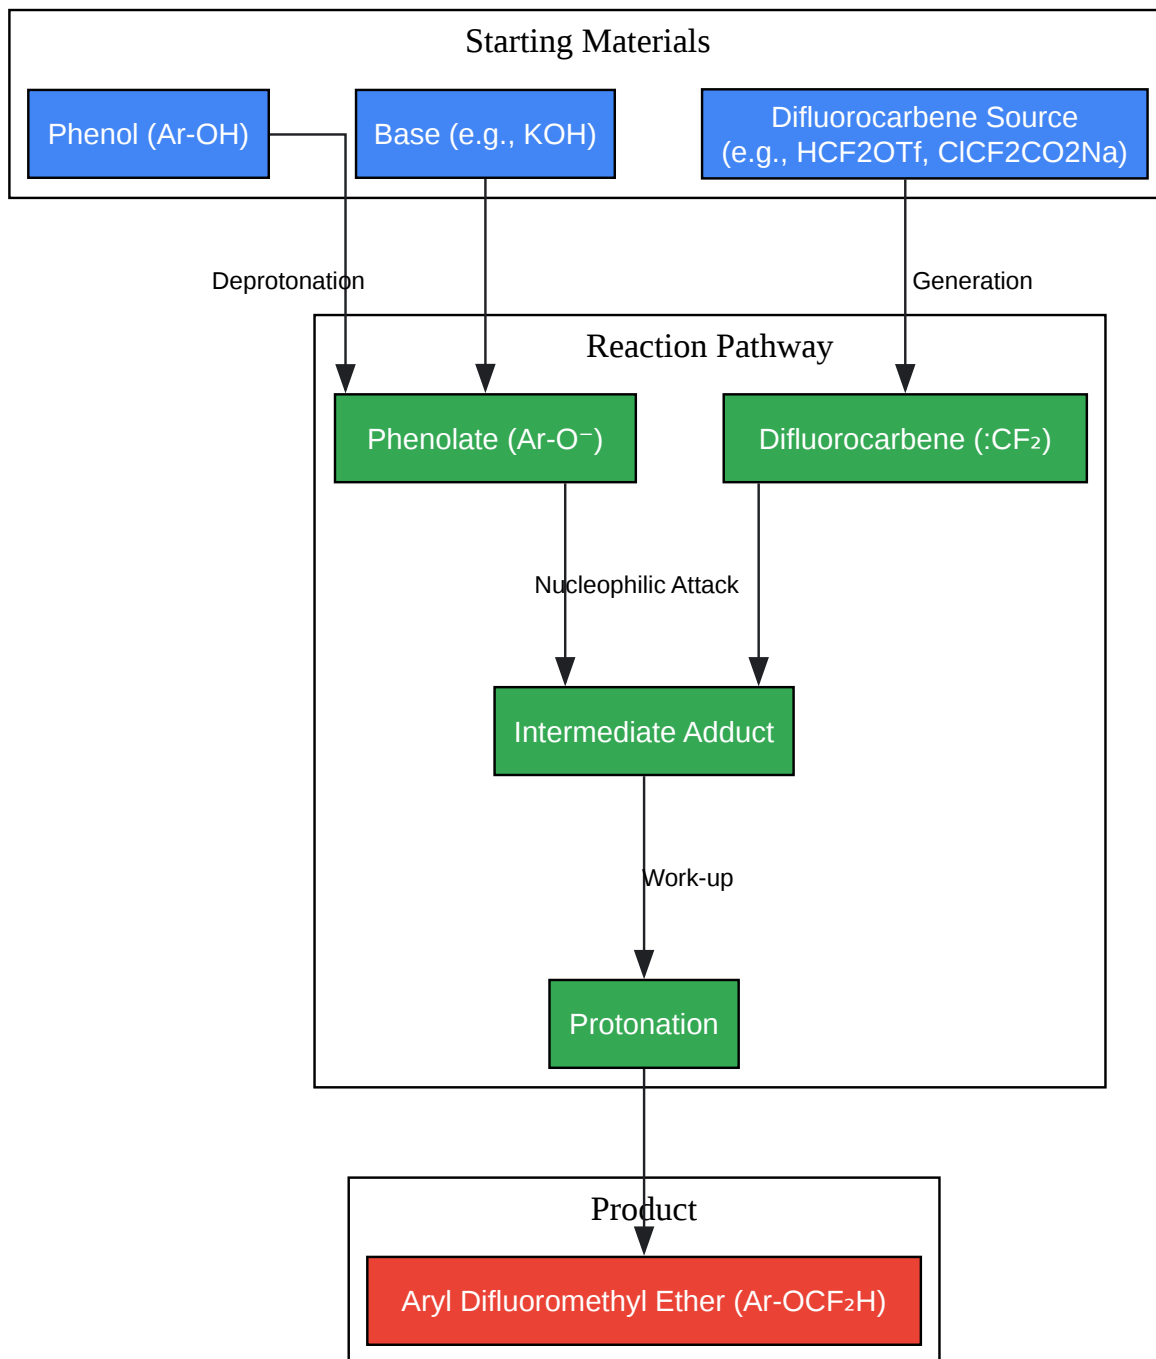 Starting Materials
Phenol (Ar-OH)
Base (e.g., KOH)
Difluorocarbene Source
(e.g., HCF2OTf, ClCF2CO2Na)
Deprotonation
Generation
Reaction Pathway
Phenolate (Ar-O⁻)
Difluorocarbene (:CF₂)
Nucleophilic Attack
Intermediate Adduct
Work-up
Protonation
Product
Aryl Difluoromethyl Ether (Ar-OCF₂H)